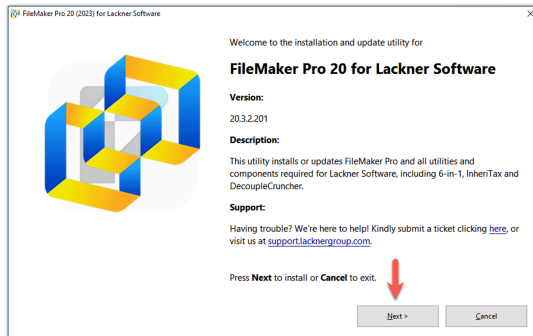 FileMaker Pro 20 (2023) for Lackner Software
Welcome to the installation and update utility for
FileMaker Pro 20 for Lackner Software
Version:
20.3.2.201
Description:
This utility installs or updates FileMaker Pro and all utilities and
components required for Lackner Software, including 6-in-1, InheriTax and
DecoupleCruncher.
Support:
Having trouble? We're here to help! Kindly submit a ticket clicking here, or
visit us at support.lacknergroup.com.
Press Next to install or Cancel to exit.
Next >
Cancel